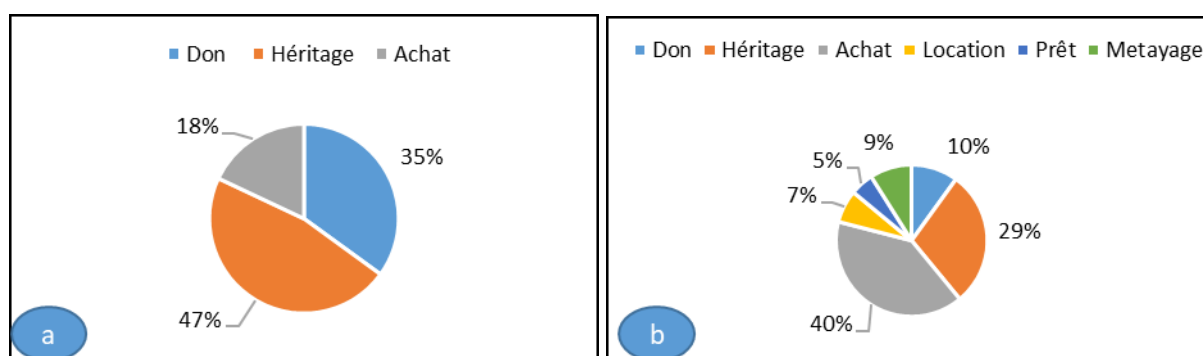 Don Héritage Achat
18%
35%
47%
a
Don Héritage Achat Location Prêt Metayage
9%
10%
5%
7%
29%
40%
b